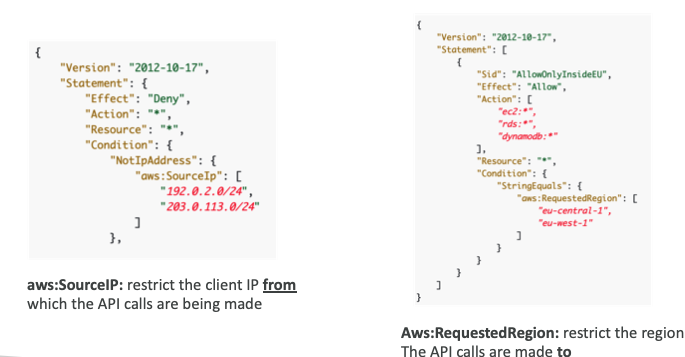 {
"Version": "2012-10-17",
"Statement": {
"Effect": "Deny",
"Action": "*",
"Resource": "*",
"Condition": {
"NotIpAddress": {
"aws:SourceIp": [
"192.0.2.0/24",
"203.0.113.0/24"
]
},
aws:SourceIP: restrict the client IP from
which the API calls are being made
{
"Version": "2012-10-17",
"Statement": [
{
"Sid": "AllowOnlyInsideEU",
"Effect": "Allow",
"Action": [
"ec2:*",
"rds:*",
"dynamodb:*"
],
"Resource": "*",
"Condition": {
"StringEquals": {
"aws:RequestedRegion": [
"eu-central-1",
"eu-west-1"
]
}
}
}
]
}
Aws:RequestedRegion: restrict the region
The API calls are made to